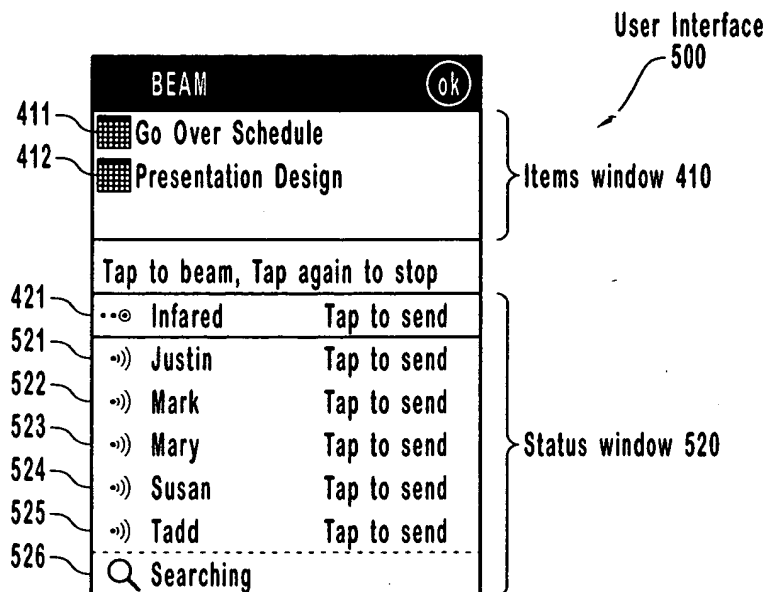 User Interface
500
BEAM ok
411 Go Over Schedule
412 Presentation Design
Items window 410
Tap to beam, Tap again to stop
421 Infared Tap to send
521 Justin Tap to send
522 Mark Tap to send
523 Mary Tap to send
Status window 520
524 Susan Tap to send
525 Tadd Tap to send
526 Searching